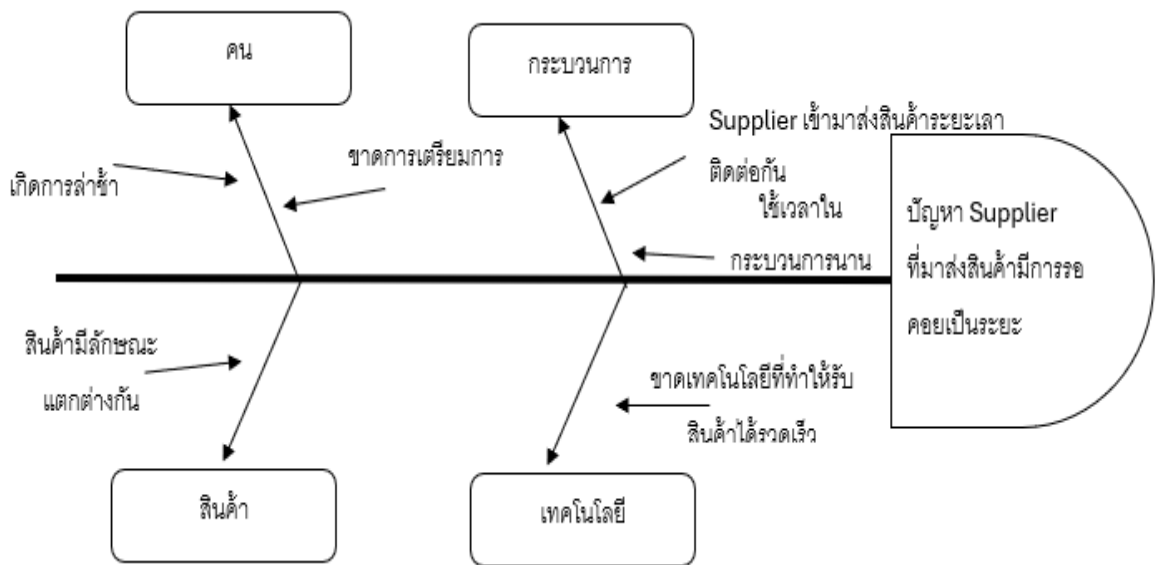 คน
กระบวนการ
เกิดการล่าช้า
ขาดการเตรียมการ
Supplier เข้ามาส่งสินค้าระยะเลา
ติดต่อกัน
ใช้เวลาใน
กระบวนการนาน
ปัญหา Supplier
ที่มาส่งสินค้ามีการรอ
คอยเป็นระยะ
สินค้ามีลักษณะ
แตกต่างกัน
ขาดเทคโนโลยีที่ทำให้รับ
สินค้าได้รวดเร็ว
สินค้า
เทคโนโลยี